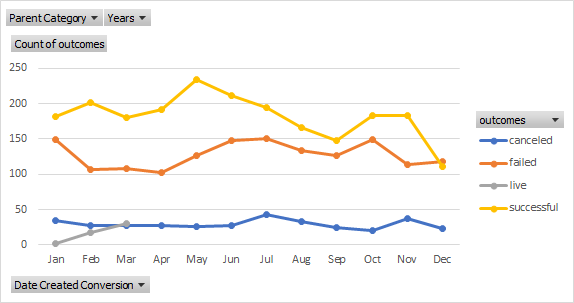 Parent Category Years
Count of outcomes
250
200
150
100
50
0
Jan Feb Mar Apr May Jun Jul Aug Sep Oct Nov Dec
outcomes
canceled
failed
live
successful
Date Created Conversion